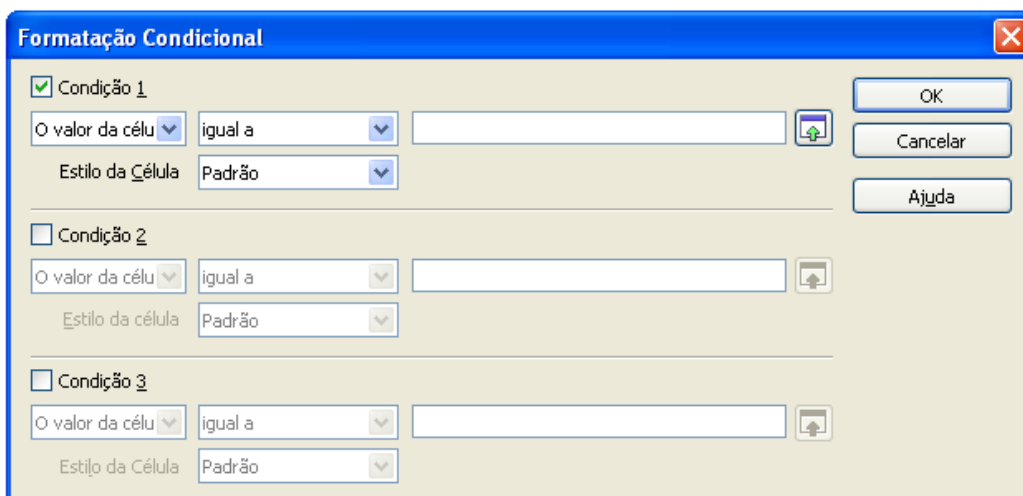 Formatação Condicional
Condição 1
OK
O valor da célu igual a
Cancelar
Estilo da Célula Padrão
Ajuda
Condição 2
O valor da célu igual a
Estilo da célula Padrão
Condição 3
O valor da célu igual a
Estilo da Célula Padrão